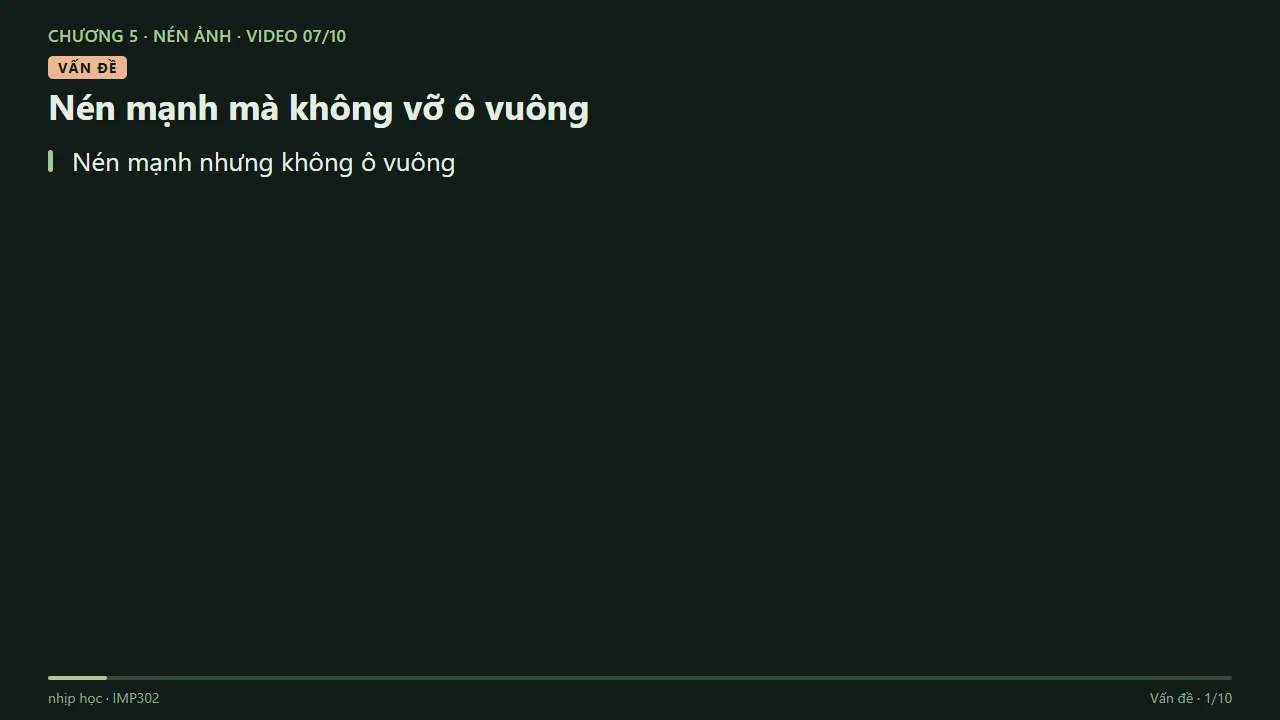 CHƯƠNG 5 · NÉN ẢNH · VIDEO 07/10
VẤN ĐỀ
Nén mạnh mà không vỡ ô vuông
Nén mạnh nhưng không ô vuông
nhịp học · IMP302
Vấn đề · 1/10